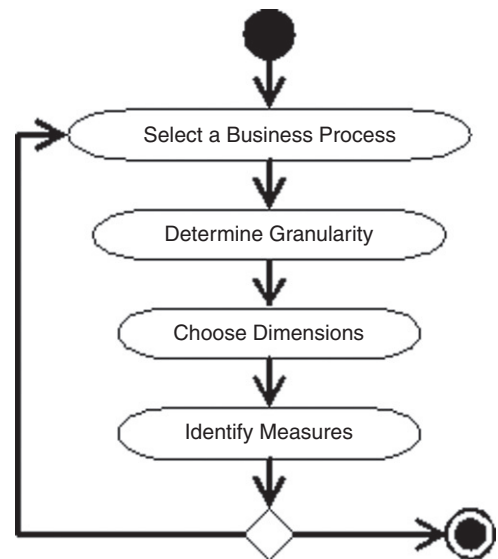 Select a Business Process
Determine Granularity
Choose Dimensions
Identify Measures